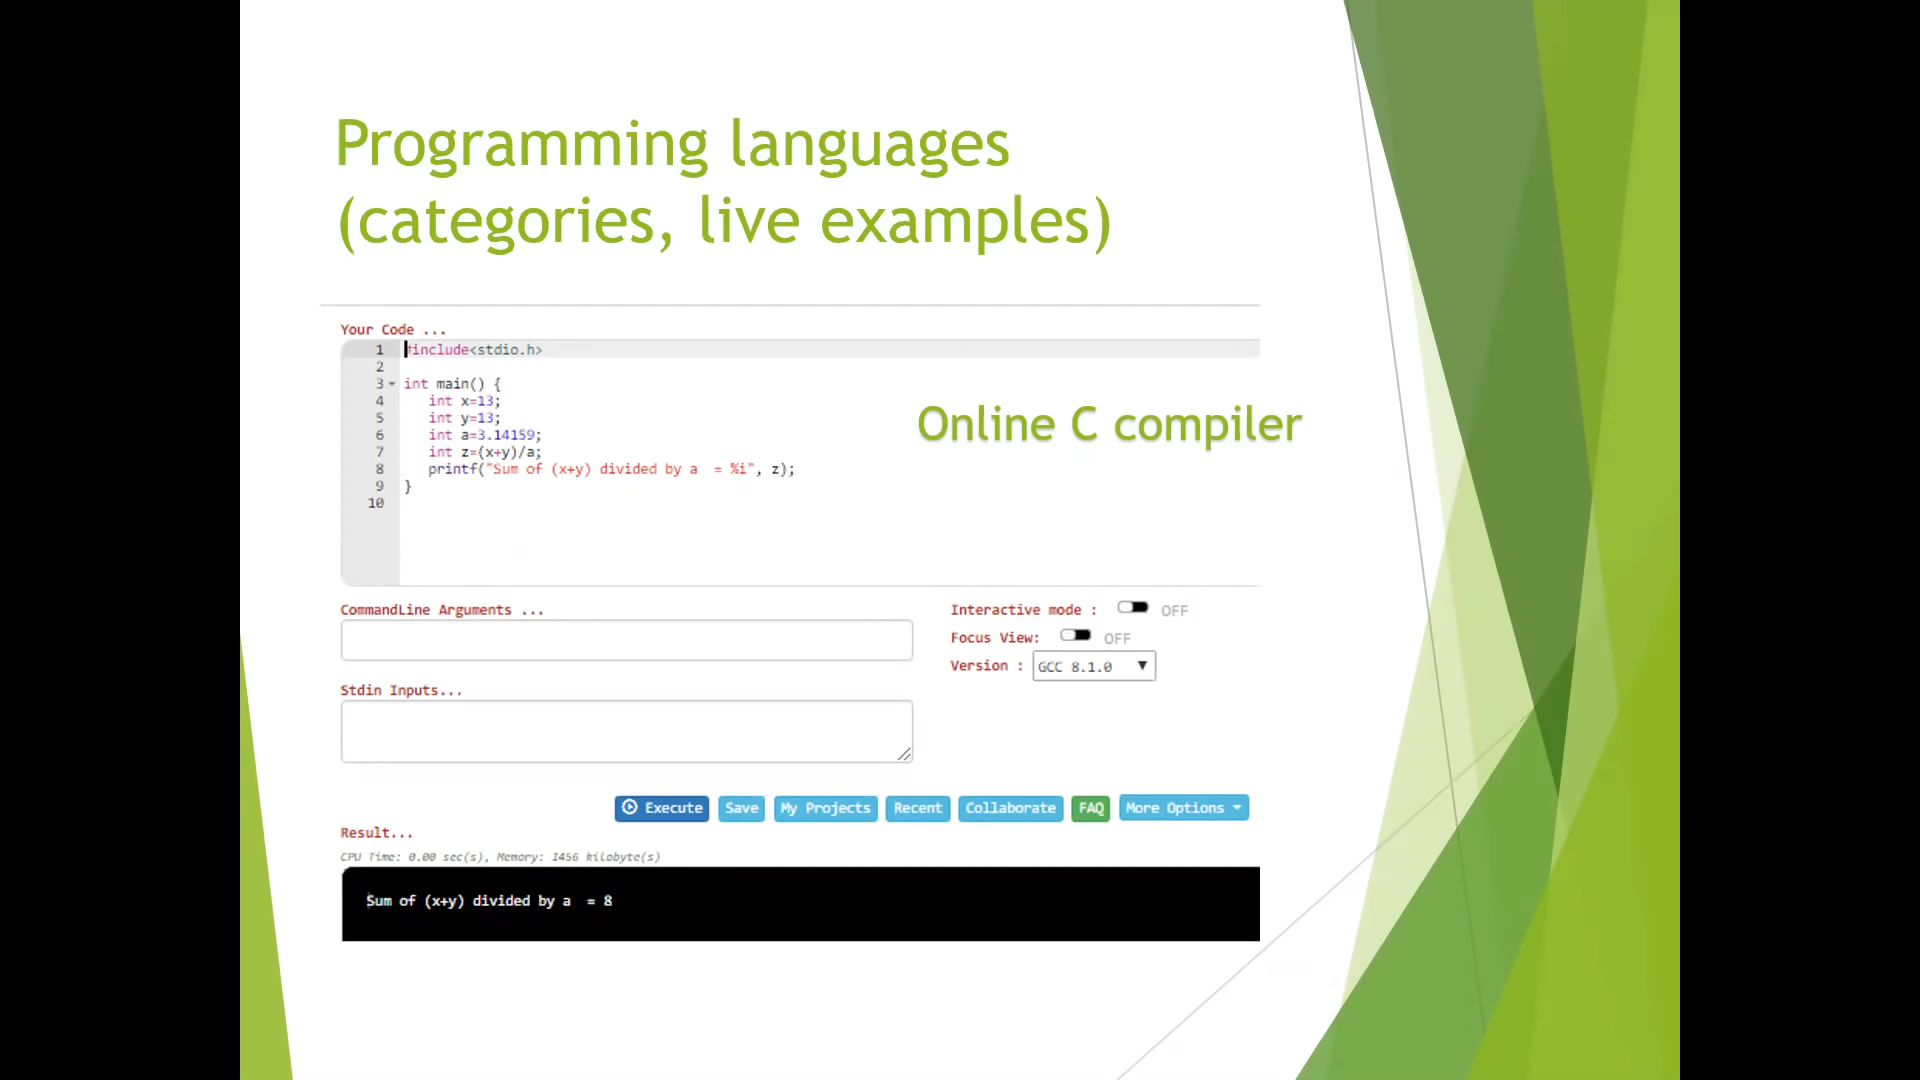 Programming languages
(categories, live examples)
Your Code ...
1 #include<stdio.h>
2
3 int main() {
4 int x=13;
5 int y=13;
6 int a=3.14159;
7 int z=(x+y)/a;
8 printf("Sum of (x+y) divided by a  = %i", z);
9 }
10
Online C compiler
CommandLine Arguments ...
Interactive mode : OFF
Focus View: OFF
Version : GCC 8.1.0
Stdin Inputs...
Execute Save My Projects Recent Collaborate FAQ More Options
Result...
CPU Time: 0.00 sec(s), Memory: 1456 kilobyte(s)
Sum of (x+y) divided by a  = 8